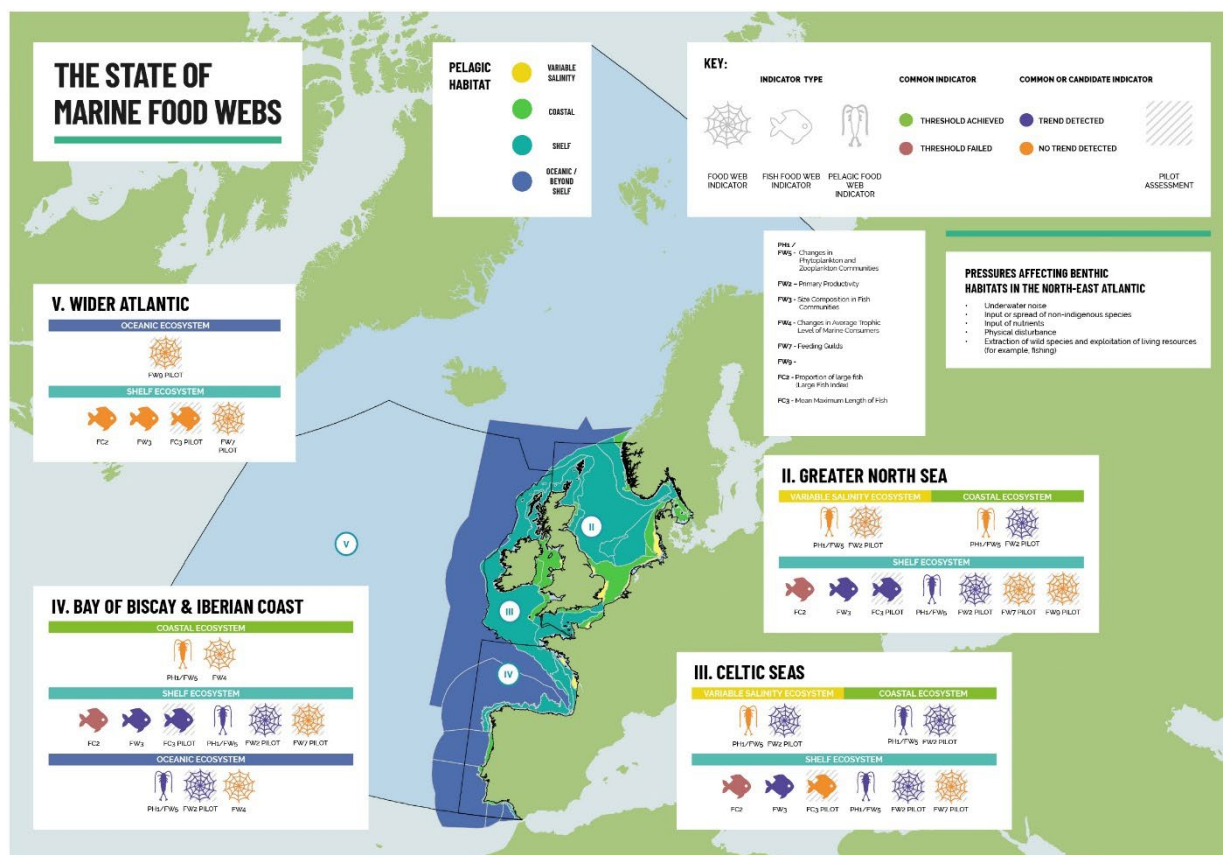 THE STATE OF
MARINE FOOD WEBS
PELAGIC
HABITAT
VARIABLE
SALINITY
COASTAL
SHELF
OCEANIC /
BEYOND
SHELF
KEY:
INDICATOR TYPE
COMMON INDICATOR
COMMON OR CANDIDATE INDICATOR
THRESHOLD ACHIEVED
TREND DETECTED
THRESHOLD FAILED
NO TREND DETECTED
FOOD WEB
INDICATOR
FISH FOOD WEB
INDICATOR
PELAGIC FOOD
WEB
INDICATOR
PILOT
ASSESSMENT
PH1 /
FW5 - Changes in
Phytoplankton and
Zooplankton Communities
FW2 – Primary Productivity
FW3 - Size Composition in Fish
Communities
FW4 - Changes in Average Trophic
Level of Marine Consumers
FW7 - Feeding Guilds
FW9 -
FC2 - Proportion of large fish
(Large Fish Index)
FC3 - Mean Maximum Length of Fish
PRESSURES AFFECTING BENTHIC
HABITATS IN THE NORTH-EAST ATLANTIC
• Underwater noise
• Input or spread of non-indigenous species
• Input of nutrients
• Physical disturbance
• Extraction of wild species and exploitation of living resources
(for example, fishing)
V. WIDER ATLANTIC
OCEANIC ECOSYSTEM
FW9 PILOT
SHELF ECOSYSTEM
FC2 FW3 FC3 PILOT FW7
PILOT
II
V
III
IV
II. GREATER NORTH SEA
VARIABLE SALINITY ECOSYSTEM COASTAL ECOSYSTEM
PH1/FW5 FW2 PILOT PH1/FW5 FW2 PILOT
SHELF ECOSYSTEM
FC2 FW3 FC3 PILOT PH1/FW5 FW2 PILOT FW7 PILOT FW9 PILOT
IV. BAY OF BISCAY & IBERIAN COAST
COASTAL ECOSYSTEM
PH1/FW5 FW4
SHELF ECOSYSTEM
FC2 FW3 FC3 PILOT PH1/FW5 FW2 PILOT FW7 PILOT
OCEANIC ECOSYSTEM
PH1/FW5 FW2 PILOT FW4
III. CELTIC SEAS
VARIABLE SALINITY ECOSYSTEM COASTAL ECOSYSTEM
PH1/FW5 FW2 PILOT PH1/FW5 FW2 PILOT
SHELF ECOSYSTEM
FC2 FW3 FC3 PILOT PH1/FW5 FW2 PILOT FW7 PILOT